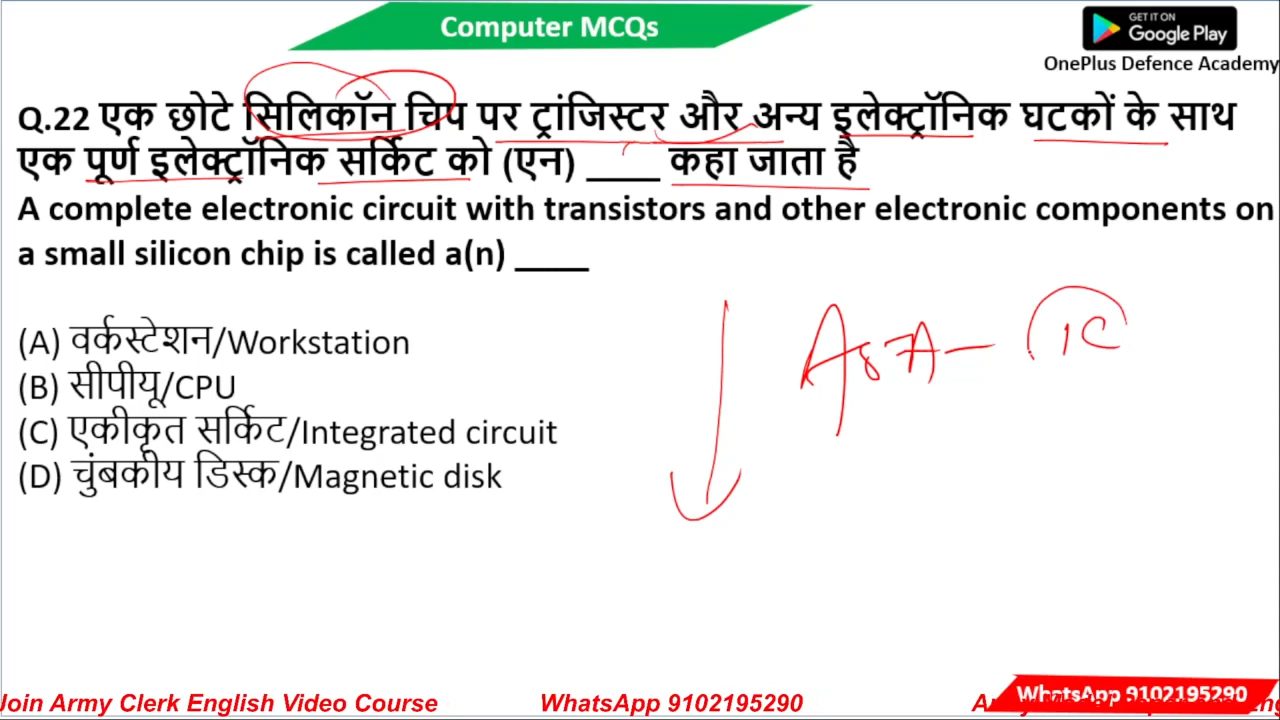 Computer MCQs
GET IT ON
Google Play
OnePlus Defence Academy
Q.22 एक छोटे सिलिकॉन चिप पर ट्रांजिस्टर और अन्य इलेक्ट्रॉनिक घटकों के साथ
एक पूर्ण इलेक्ट्रॉनिक सर्किट को (एन) ____ कहा जाता है
A complete electronic circuit with transistors and other electronic components on
a small silicon chip is called a(n) ____
(A) वर्कस्टेशन/Workstation
(B) सीपीयू/CPU
(C) एकीकृत सर्किट/Integrated circuit
(D) चुंबकीय डिस्क/Magnetic disk
IC
WhatsApp 9102195290
Join Army Clerk English Video Course WhatsApp 9102195290